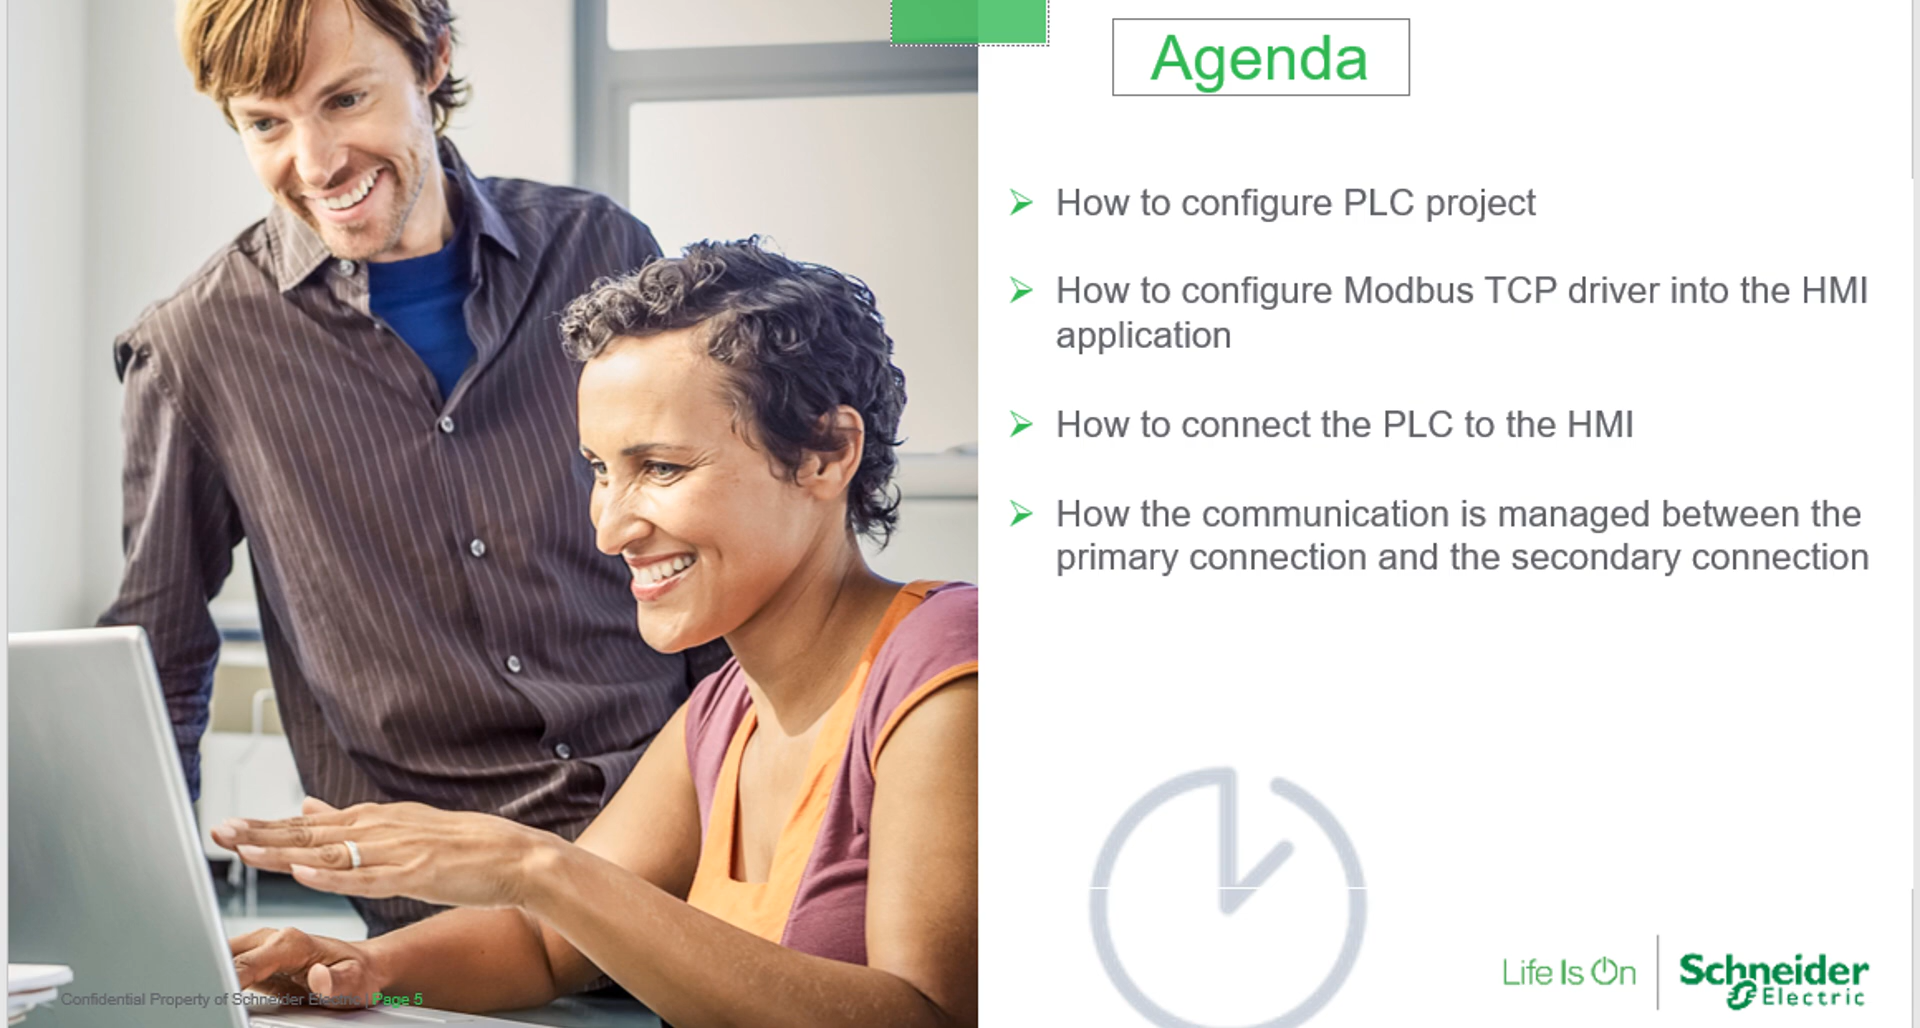 Agenda
How to configure PLC project
How to configure Modbus TCP driver into the HMI
application
How to connect the PLC to the HMI
How the communication is managed between the
primary connection and the secondary connection
Life Is On
Schneider
Electric
Confidential Property of Schneider Electric | Page 5